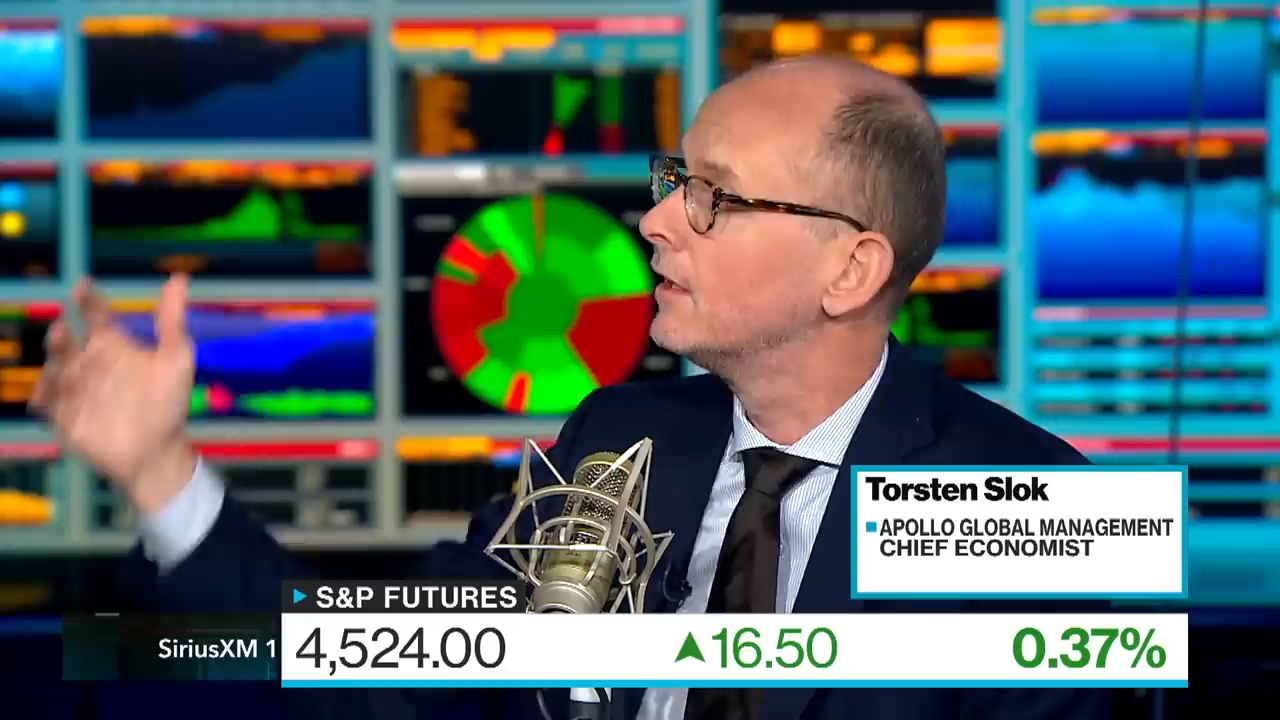 Torsten Slok
APOLLO GLOBAL MANAGEMENT
CHIEF ECONOMIST
S&P FUTURES
4,524.00 ▲16.50 0.37%
SiriusXM 1